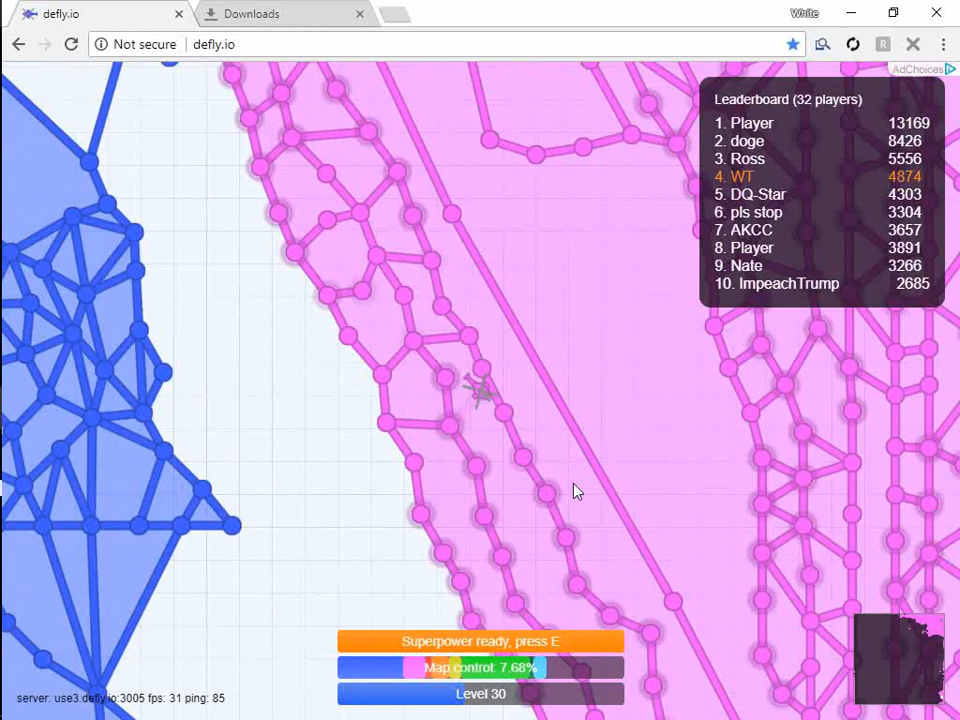 defly.io
Downloads
White
Not secure
defly.io
R
AdChoices
Leaderboard (32 players)
1. Player 13169
2. doge 8426
3. Ross 5556
4. WT 4874
5. DQ-Star 4303
6. pls stop 3304
7. AKCC 3657
8. Player 3891
9. Nate 3266
10. ImpeachTrump 2685
Superpower ready, press E
Map control: 7.68%
Level 30
server: use3.defly.io:3005 fps: 31 ping: 85